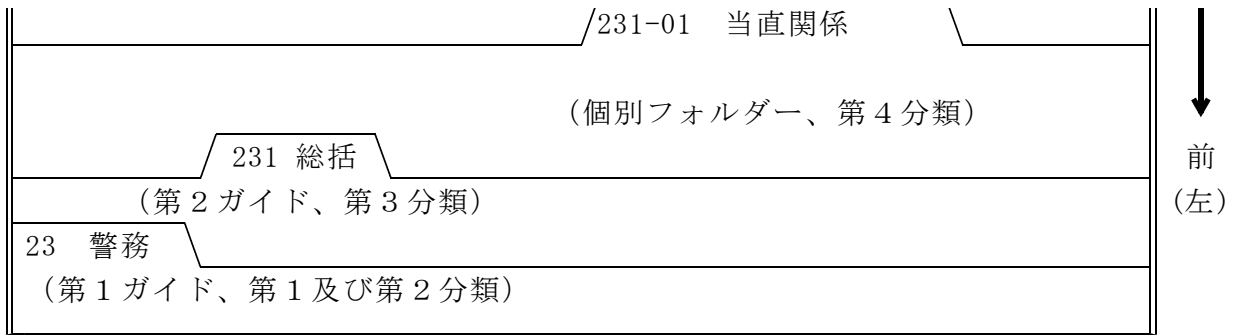 231-01　当直関係
（個別フォルダー、第４分類）
231 総括
（第２ガイド、第３分類）
23　警務
（第１ガイド、第１及び第２分類）
前
（左）